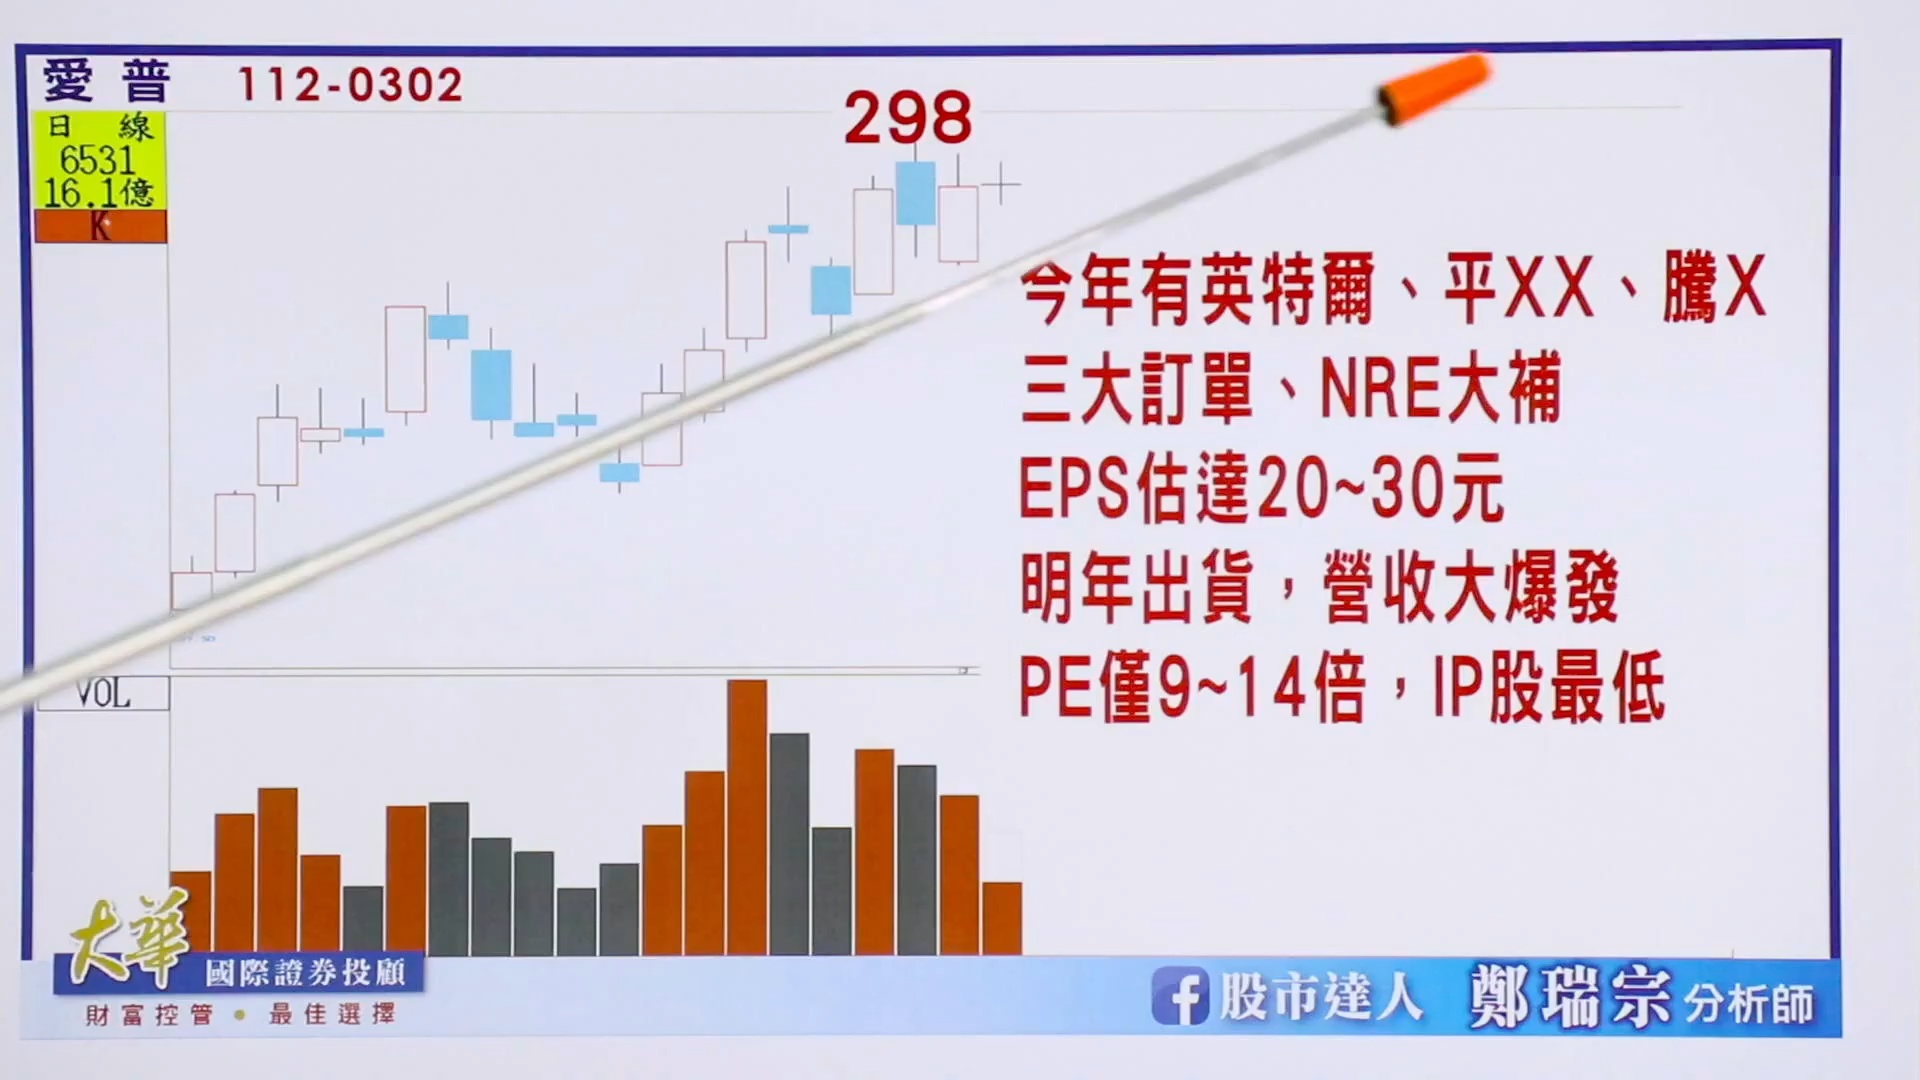 愛普 112-0302
298
日 線
6531
16.1億
K
今年有英特爾、平XX、騰X
三大訂單、NRE大補
EPS估達20~30元
明年出貨，營收大爆發
PE僅9~14倍，IP股最低
VOL
大華 國際證券投顧
財富控管·最佳選擇
f 股市達人 鄭瑞宗 分析師